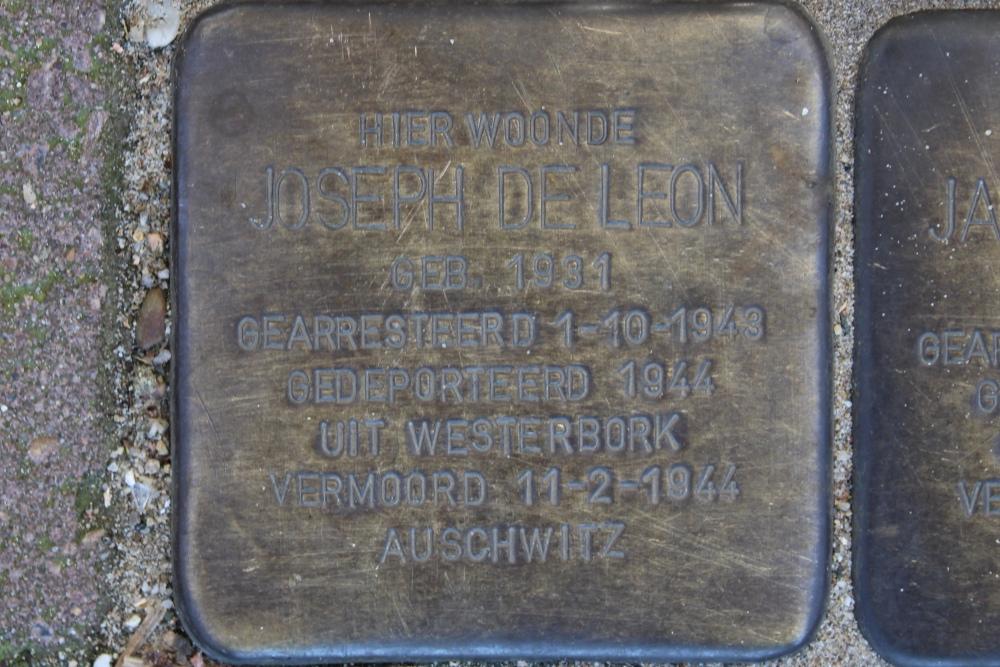 HIER WOONDE
JOSEPH DE LEON
GEB. 1931
GEARRESTEERD 1-10-1943
GEDEPORTEERD 1944
UIT WESTERBORK
VERMOORD 11-2-1944
AUSCHWITZ